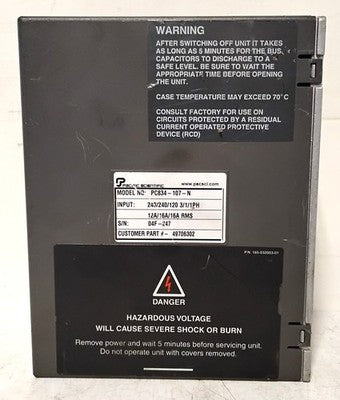 WARNING
AFTER SWITCHING OFF UNIT IT TAKES
AS LONG AS 5 MINUTES FOR THE BUS
CAPACITORS TO DISCHARGE TO A
SAFE LEVEL. BE SURE TO WAIT THE
APPROPRIATE TIME BEFORE OPENING
THE UNIT.
CASE TEMPERATURE MAY EXCEED 70°C
CONSULT FACTORY FOR USE ON
CIRCUITS PROTECTED BY A RESIDUAL
CURRENT OPERATED PROTECTIVE
DEVICE (RCD)
PACIFIC SCIENTIFIC www.pacsci.com
MODEL NO: PC834-107-N
INPUT: 240/240/120 3/1/1PH
12A/16A/16A RMS
S/N: 04F-247
CUSTOMER PART #- 49706302
P/N 160-032003-01
DANGER
HAZARDOUS VOLTAGE
WILL CAUSE SEVERE SHOCK OR BURN
Remove power and wait 5 minutes before servicing unit.
Do not operate unit with covers removed.